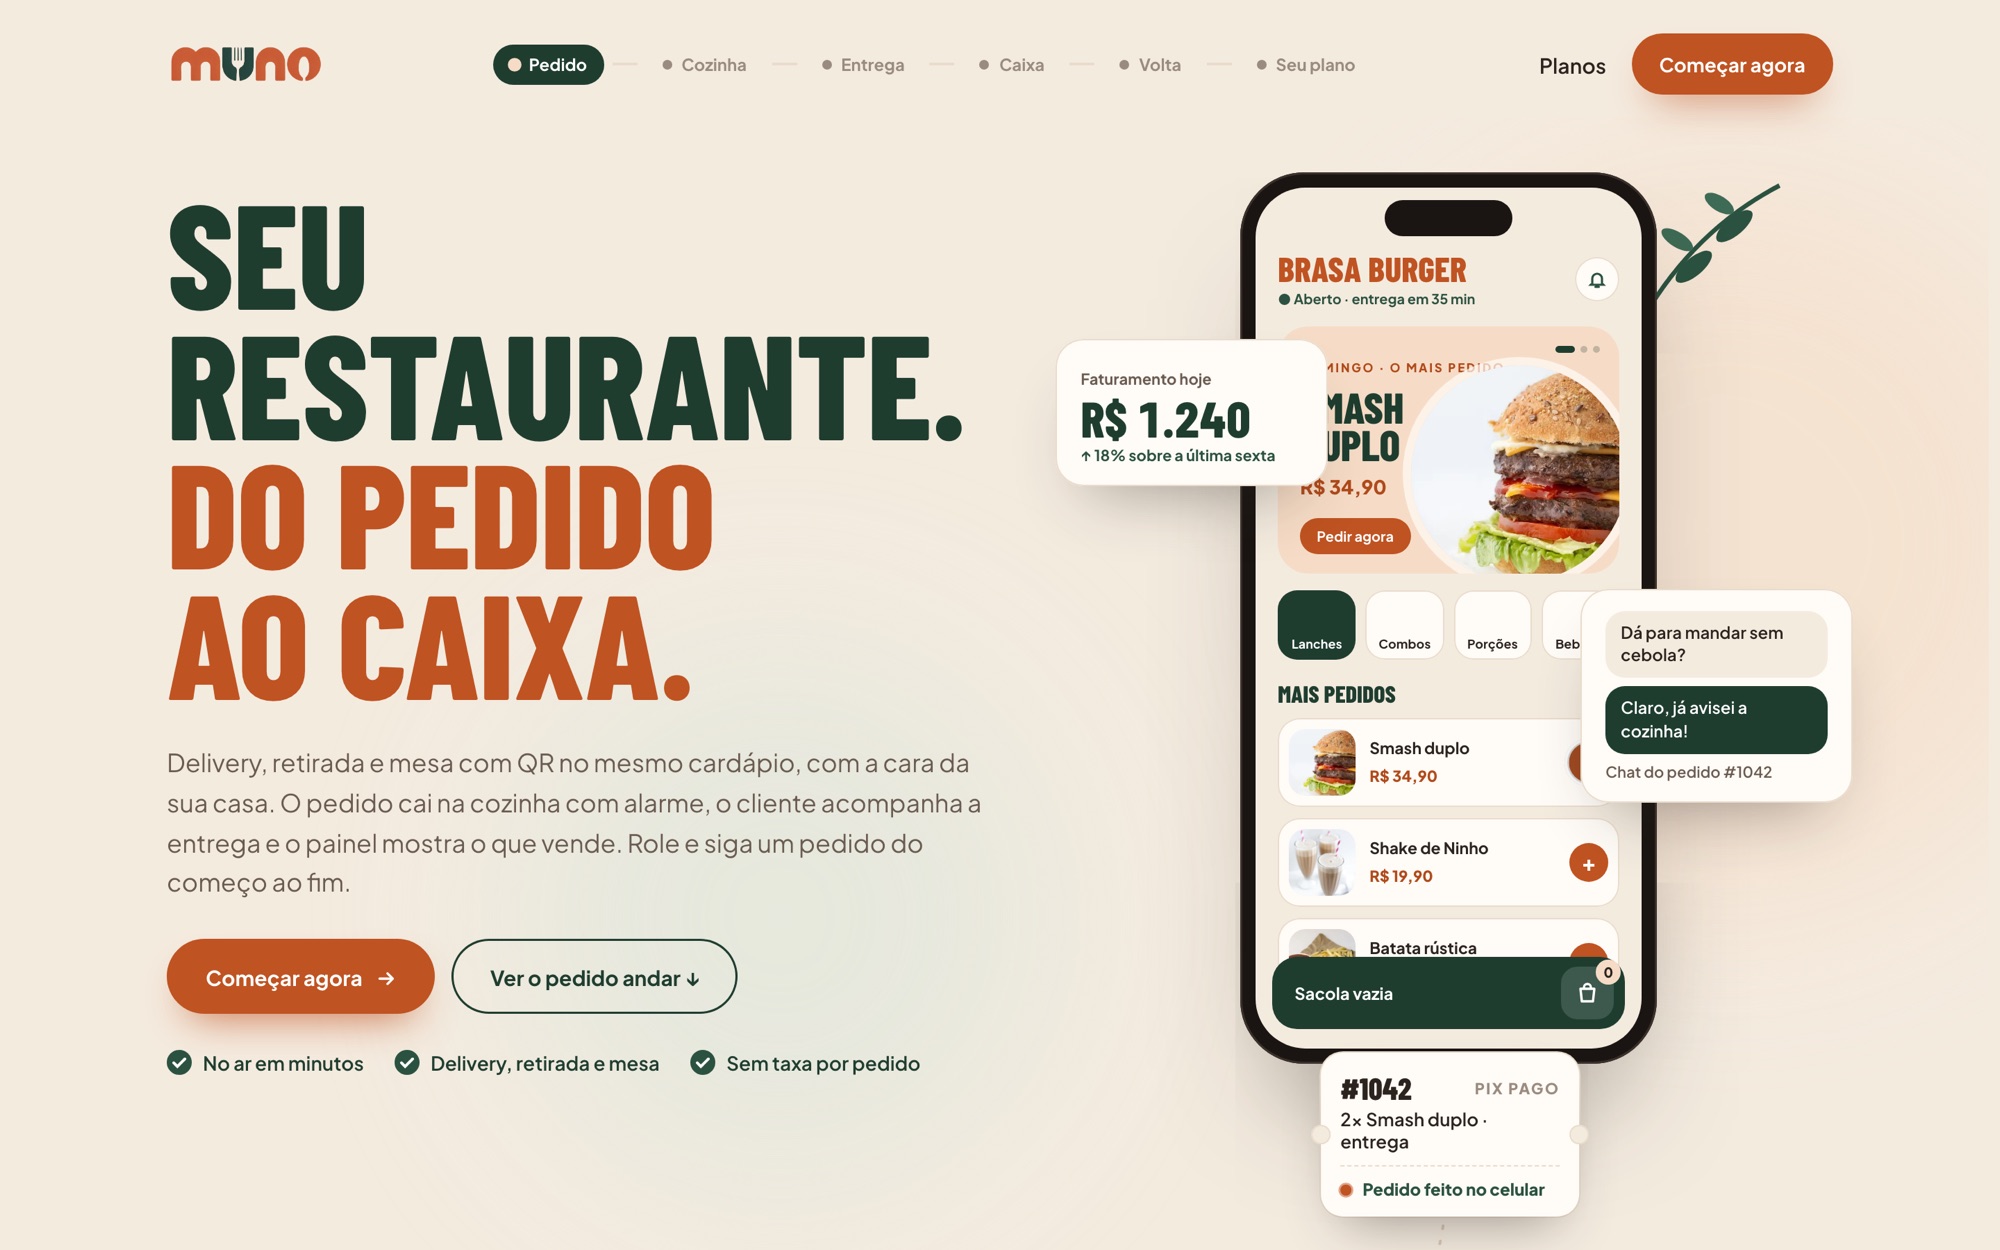 muno
Pedido
Cozinha
Entrega
Caixa
Volta
Seu plano
Planos
Começar agora
SEU
RESTAURANTE.
DO PEDIDO
AO CAIXA.
Delivery, retirada e mesa com QR no mesmo cardápio, com a cara da
sua casa. O pedido cai na cozinha com alarme, o cliente acompanha a
entrega e o painel mostra o que vende. Role e siga um pedido do
começo ao fim.
Começar agora →
Ver o pedido andar ↓
No ar em minutos
Delivery, retirada e mesa
Sem taxa por pedido
BRASA BURGER
Aberto · entrega em 35 min
Faturamento hoje
R$ 1.240
↑ 18% sobre a última sexta
MINGO · O MAIS PEDIDO
MASH
UPLO
R$ 34,90
Pedir agora
Lanches
Combos
Porções
Beb
Dá para mandar sem
cebola?
Claro, já avisei a
cozinha!
Chat do pedido #1042
MAIS PEDIDOS
Smash duplo
R$ 34,90
Shake de Ninho
R$ 19,90
+
Batata rústica
Sacola vazia
0
#1042
PIX PAGO
2× Smash duplo ·
entrega
Pedido feito no celular